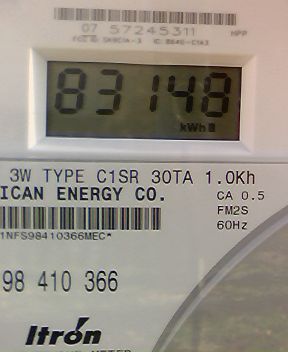 07 57245311 HPP
83148
kWh
3W TYPE C1SR 30TA 1.0Kh
ICAN ENERGY CO.
CA 0.5
FM2S
60Hz
1NFS98410366MEC*
98 410 366
Itron